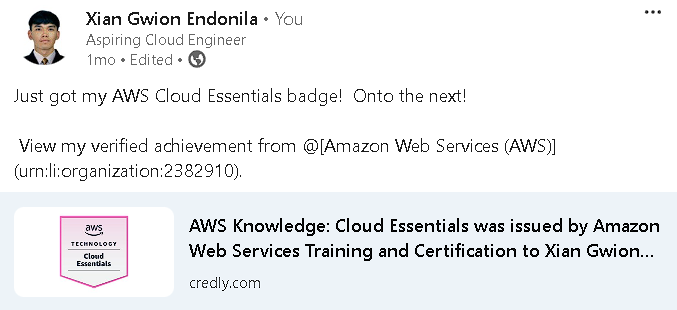 Xian Gwion Endonila • You
Aspiring Cloud Engineer
1mo • Edited •
Just got my AWS Cloud Essentials badge!  Onto the next!
View my verified achievement from @[Amazon Web Services (AWS)]
(urn:li:organization:2382910).
aws
TECHNOLOGY
Cloud
Essentials
AWS Knowledge: Cloud Essentials was issued by Amazon
Web Services Training and Certification to Xian Gwion...
credly.com